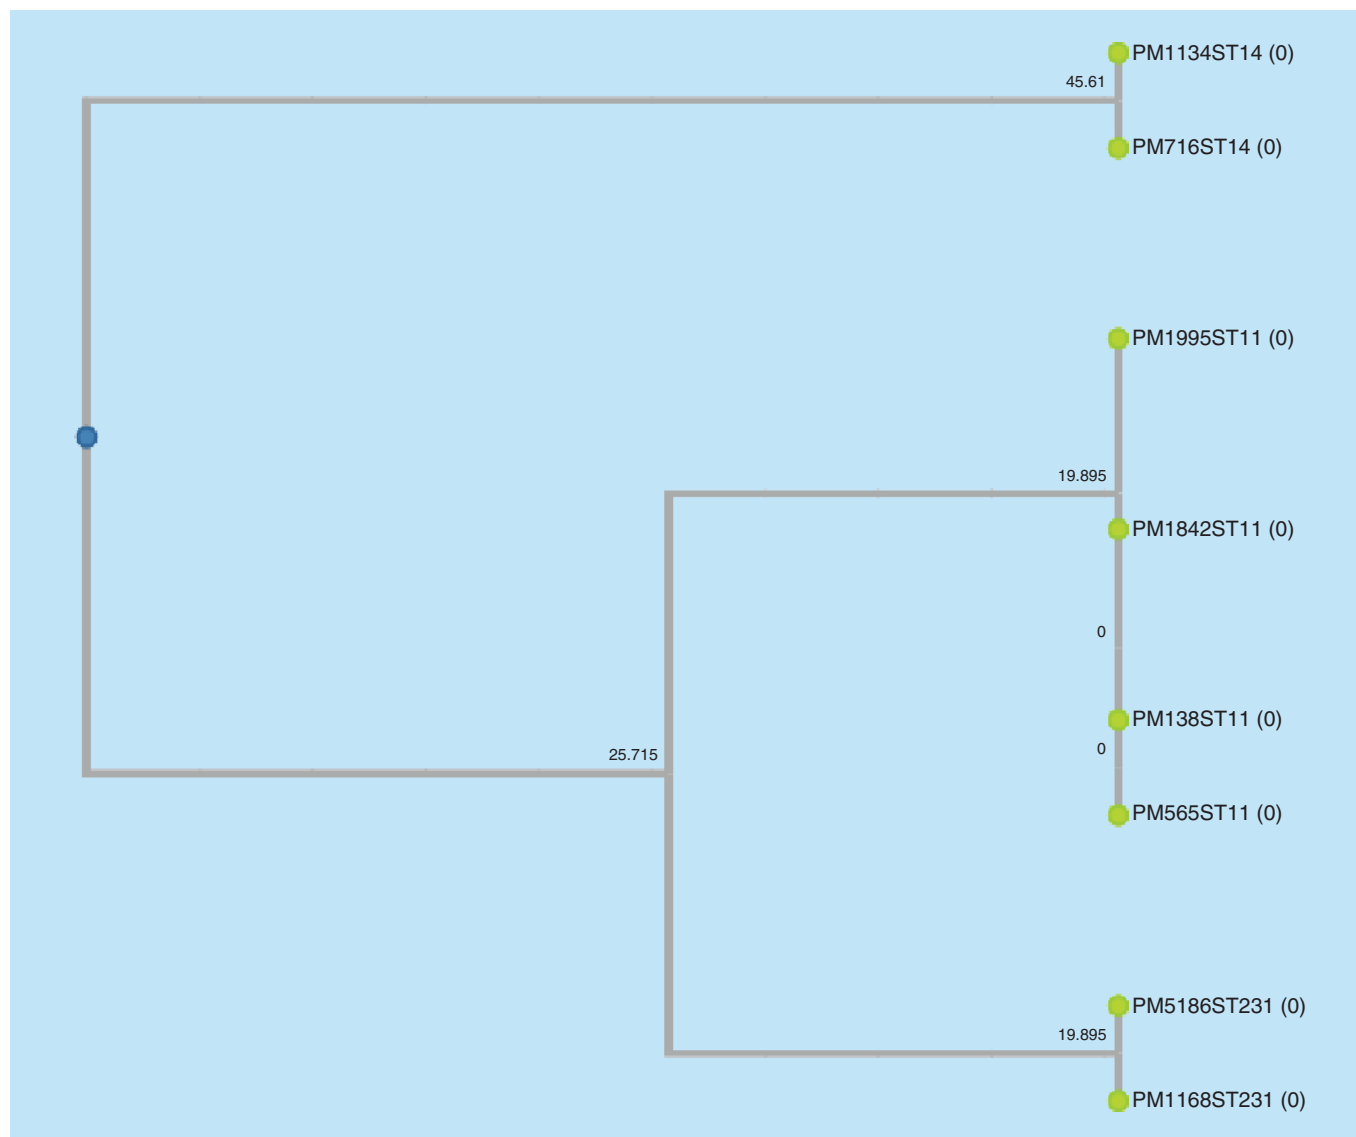 PM1134ST14 (0)
45.61
PM716ST14 (0)
PM1995ST11 (0)
19.895
PM1842ST11 (0)
0
PM138ST11 (0)
0
25.715
PM565ST11 (0)
PM5186ST231 (0)
19.895
PM1168ST231 (0)